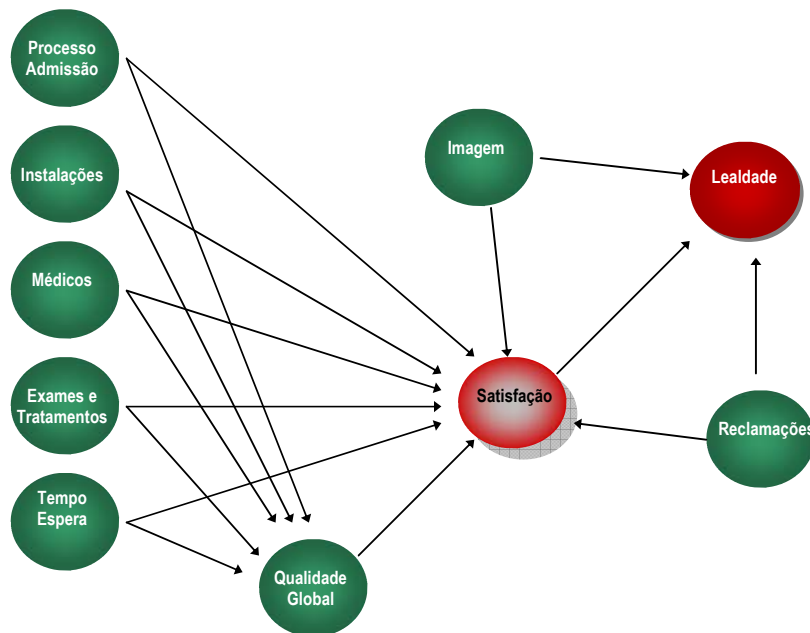 Processo
Admissão
Instalações
Médicos
Exames e
Tratamentos
Tempo
Espera
Qualidade
Global
Imagem
Satisfação
Lealdade
Reclamações